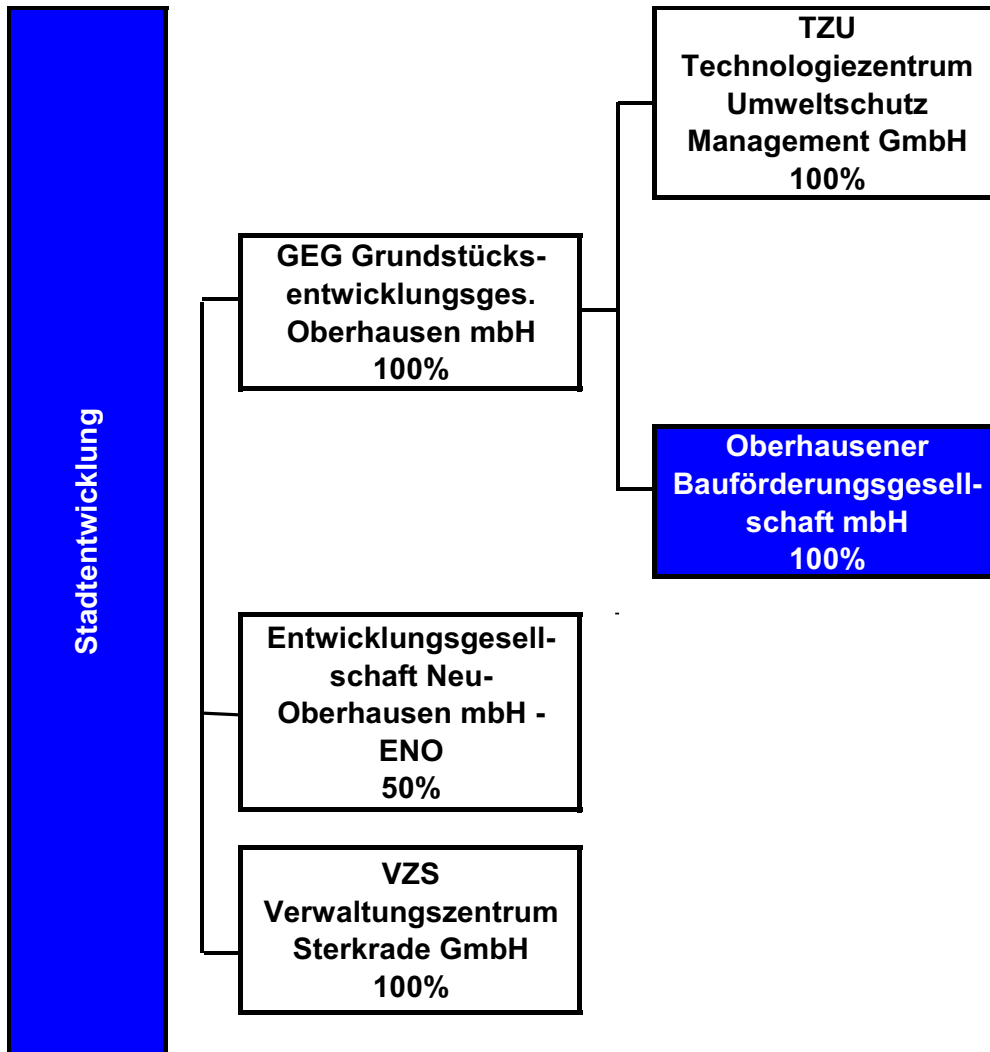 Stadtentwicklung
GEG Grundstücks-
entwicklungsges.
Oberhausen mbH
100%
TZU
Technologiezentrum
Umweltschutz
Management GmbH
100%
Oberhausener
Bauförderungsgesell-
schaft mbH
100%
Entwicklungsgesell-
schaft Neu-
Oberhausen mbH -
ENO
50%
VZS
Verwaltungszentrum
Sterkrade GmbH
100%